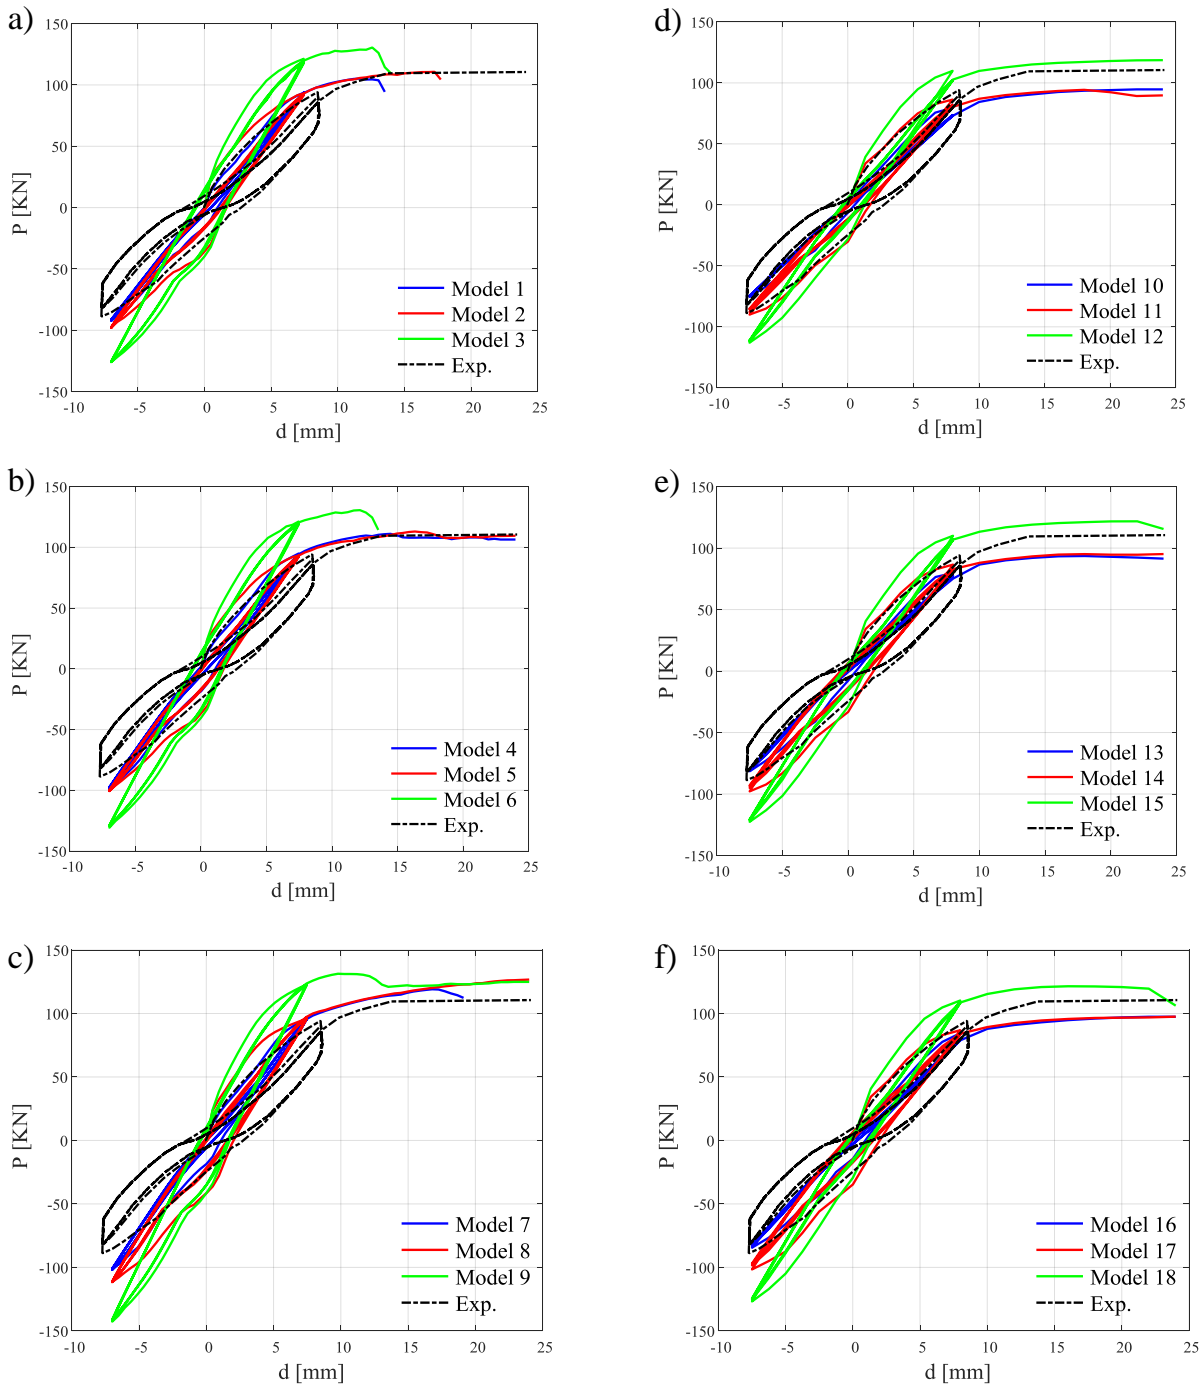 a)
150
100
50
0
-50
-100
-150
-10
-5
0
5
10
15
20
25
P [KN]
d [mm]
Model 1
Model 2
Model 3
Exp.
d)
150
100
50
0
-50
-100
-150
-10
-5
0
5
10
15
20
25
P [KN]
d [mm]
Model 10
Model 11
Model 12
Exp.
b)
150
100
50
0
-50
-100
-150
-10
-5
0
5
10
15
20
25
P [KN]
d [mm]
Model 4
Model 5
Model 6
Exp.
e)
150
100
50
0
-50
-100
-150
-10
-5
0
5
10
15
20
25
P [KN]
d [mm]
Model 13
Model 14
Model 15
Exp.
c)
150
100
50
0
-50
-100
-150
-10
-5
0
5
10
15
20
25
P [KN]
d [mm]
Model 7
Model 8
Model 9
Exp.
f)
150
100
50
0
-50
-100
-150
-10
-5
0
5
10
15
20
25
P [KN]
d [mm]
Model 16
Model 17
Model 18
Exp.